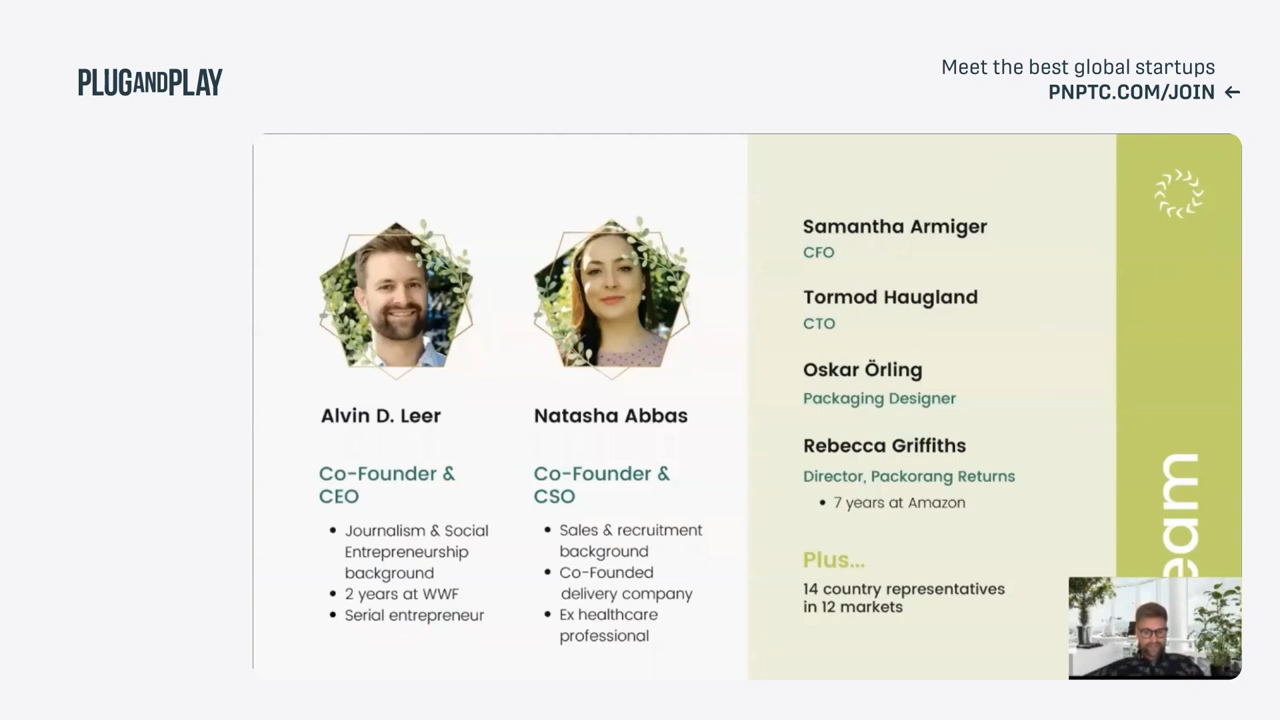 PLUGANDPLAY
Meet the best global startups
PNPTC.COM/JOIN ←
Alvin D. Leer
Co-Founder &
CEO
• Journalism & Social
Entrepreneurship
background
• 2 years at WWF
• Serial entrepreneur
Natasha Abbas
Co-Founder &
CSO
• Sales & recruitment
background
• Co-Founded
delivery company
• Ex healthcare
professional
Samantha Armiger
CFO
Tormod Haugland
CTO
Oskar Örling
Packaging Designer
Rebecca Griffiths
Director, Packorang Returns
• 7 years at Amazon
Plus...
14 country representatives
in 12 markets
eam